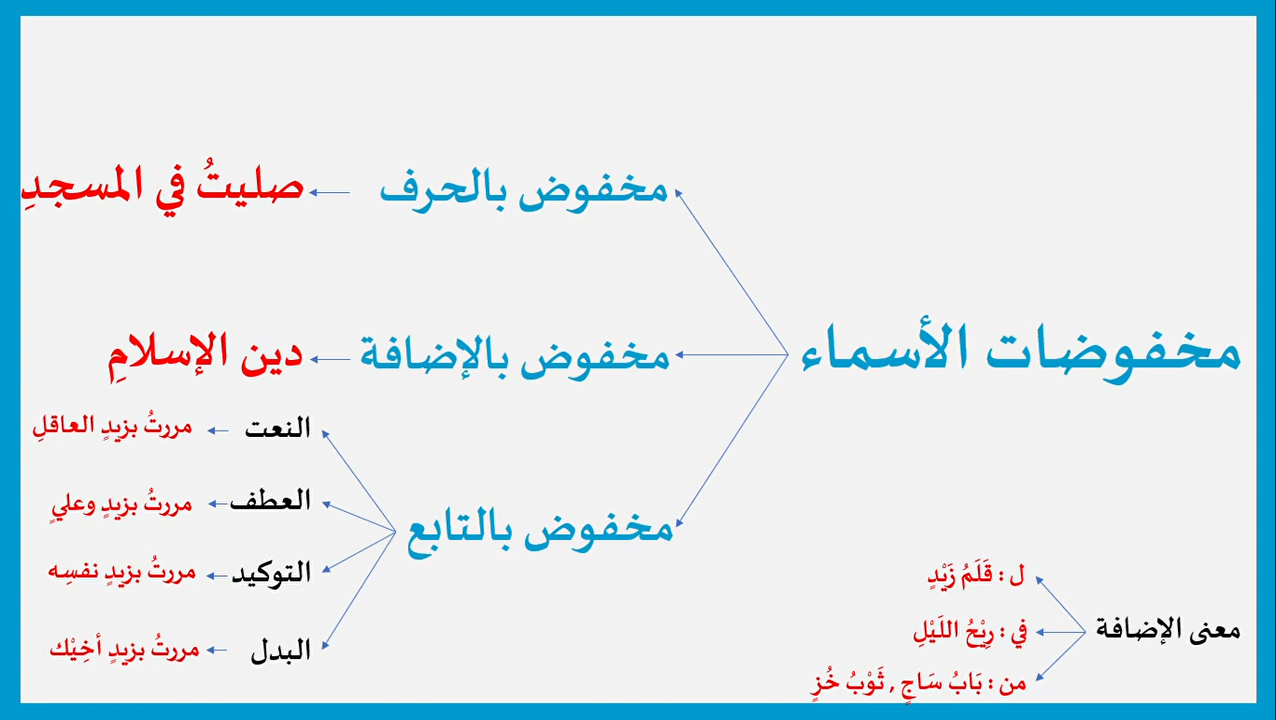 مخفوضات الأسماء
مخفوض بالحرف
صليتُ في المسجدِ
مخفوض بالإضافة
دين الإسلامِ
مخفوض بالتابع
النعت
مررتُ بزيدٍ العاقلِ
العطف
مررتُ بزيدٍ وعليٍ
التوكيد
مررتُ بزيدٍ نفسِه
البدل
مررتُ بزيدٍ أخِيْك
معنى الإضافة
ل : قَلَمُ زَيْدٍ
في : رِيْحُ اللَيْلِ
من : بَابُ سَاجٍ , ثَوْبُ خُزٍ